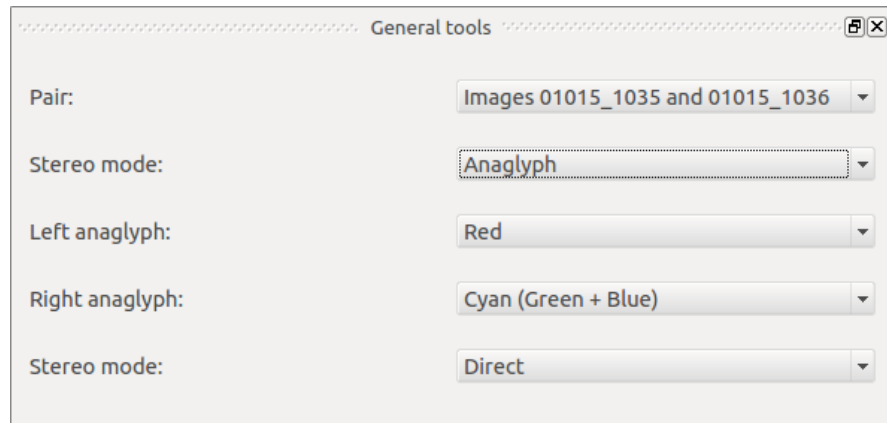 General tools
Pair: Images 01015_1035 and 01015_1036
Stereo mode: Anaglyph
Left anaglyph: Red
Right anaglyph: Cyan (Green + Blue)
Stereo mode: Direct